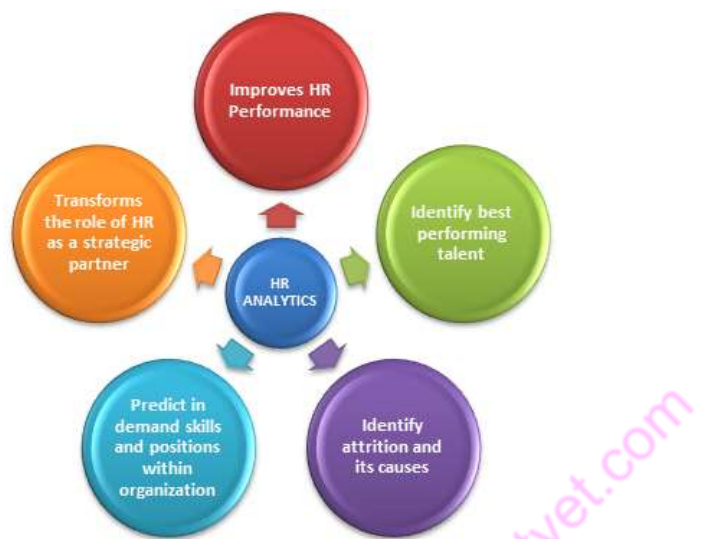 Improves HR
Performance
Identify best
performing
talent
Identify
attrition and
its causes
Predict in
demand skills
and positions
within
organization
Transforms
the role of HR
as a strategic
partner
HR
ANALYTICS